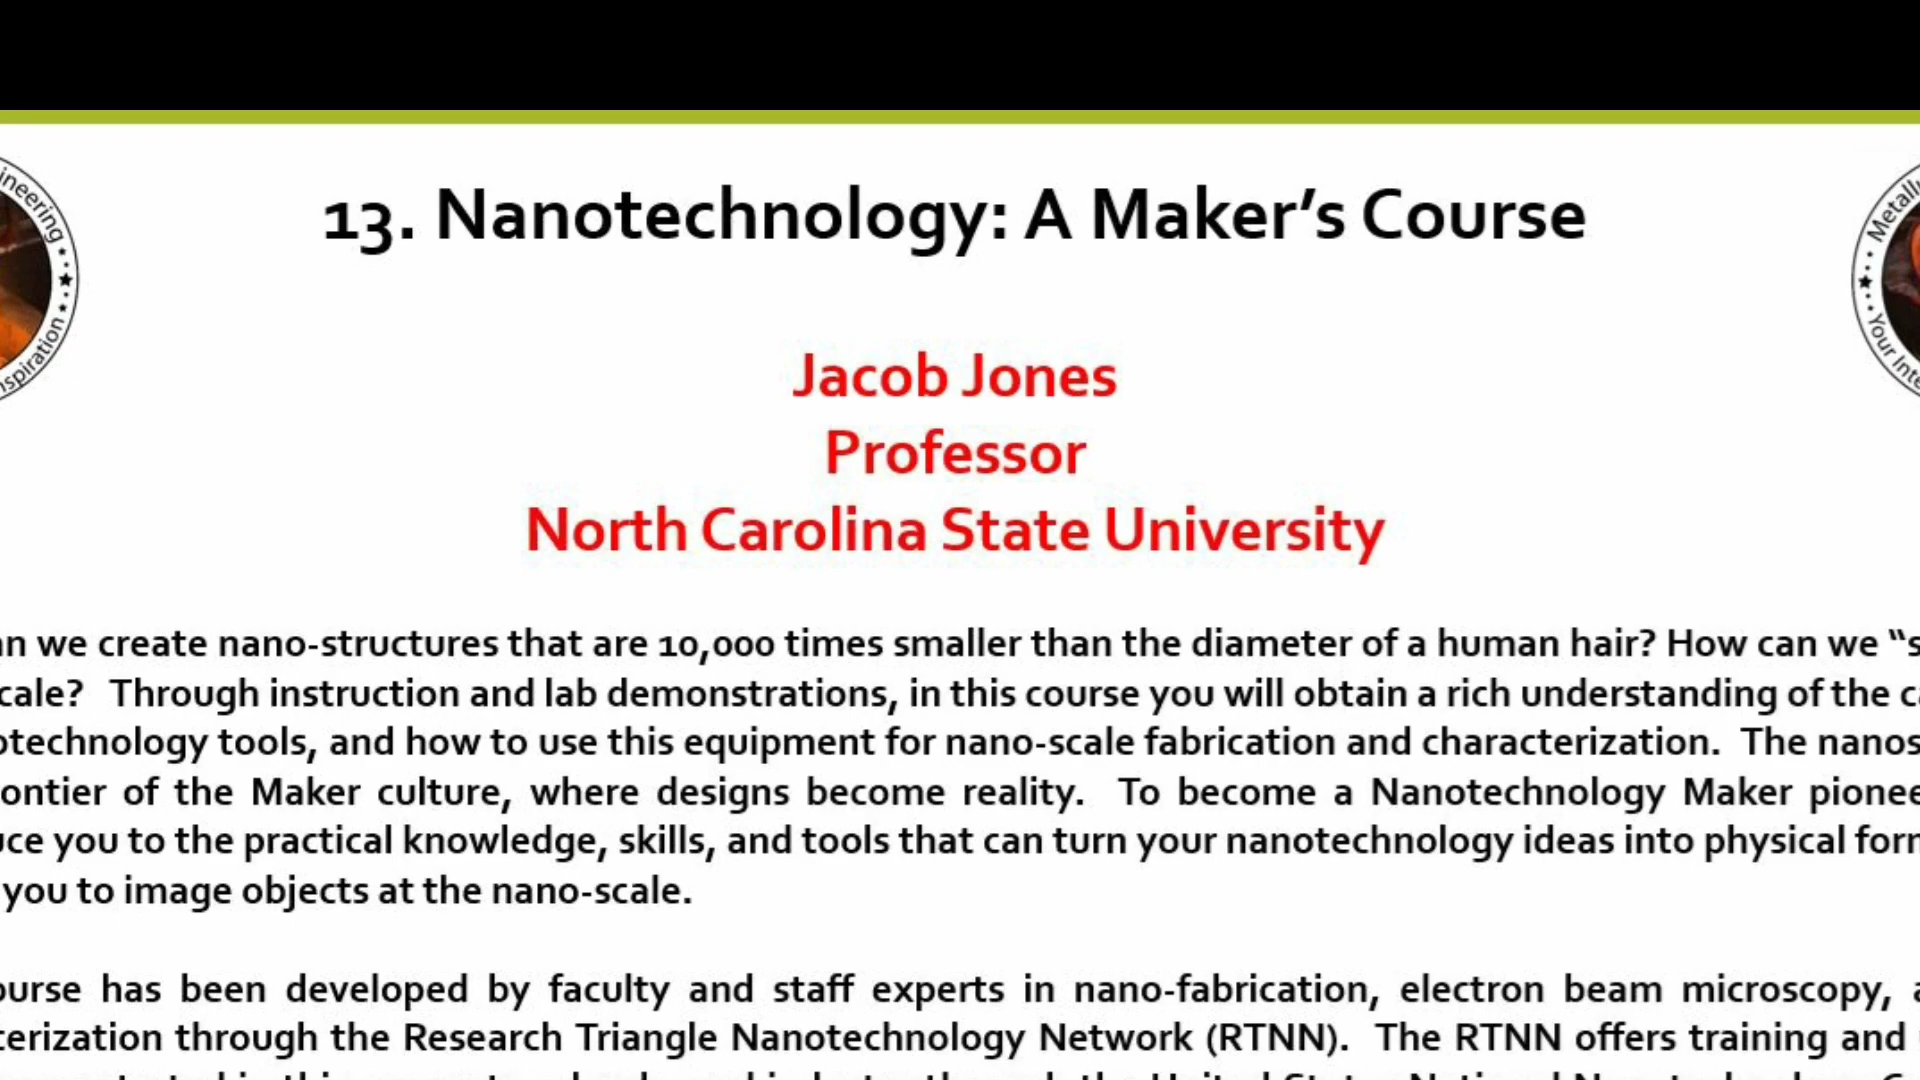 13. Nanotechnology: A Maker’s Course
Jacob Jones
Professor
North Carolina State University
we create nano-structures that are 10,000 times smaller than the diameter of a human hair? How can we
Through instruction and lab demonstrations, in this course you will obtain a rich understanding of the
tools, and how to use this equipment for nano-scale fabrication and characterization. The
of the Maker culture, where designs become reality. To become a Nanotechnology Maker
you to the practical knowledge, skills, and tools that can turn your nanotechnology ideas into physical
you to image objects at the nano-scale.
has been developed by faculty and staff experts in nano-fabrication, electron beam microscopy,
through the Research Triangle Nanotechnology Network (RTNN). The RTNN offers training and